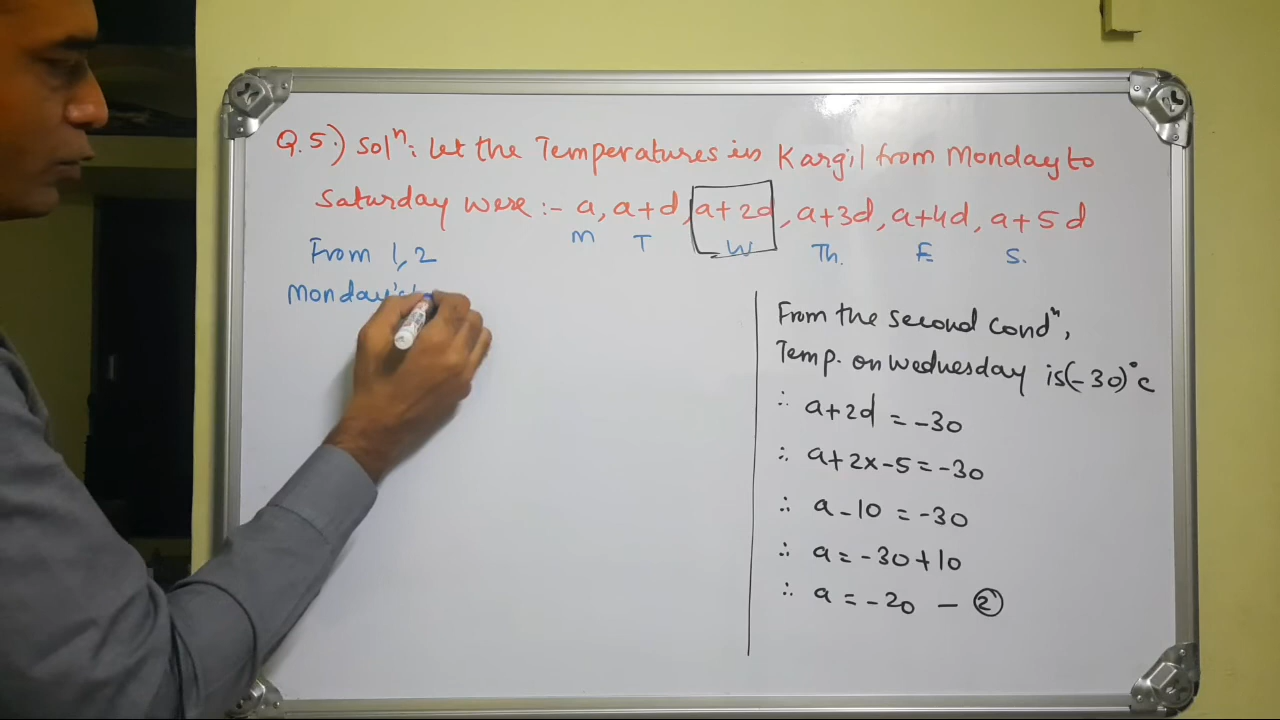 Q.5.) Solⁿ: Let the Temperatures in Kargil from Monday to
Saturday were :- a, a+d, a+2d, a+3d, a+4d, a+5d
M T W Th. F. S.
From 1, 2
Monday's
From the second condⁿ,
Temp. on wednesday is (-30)°c
∴ a+2d = -30
∴ a+2x-5 = -30
∴ a-10 = -30
∴ a = -30+10
∴ a = -20 — ②